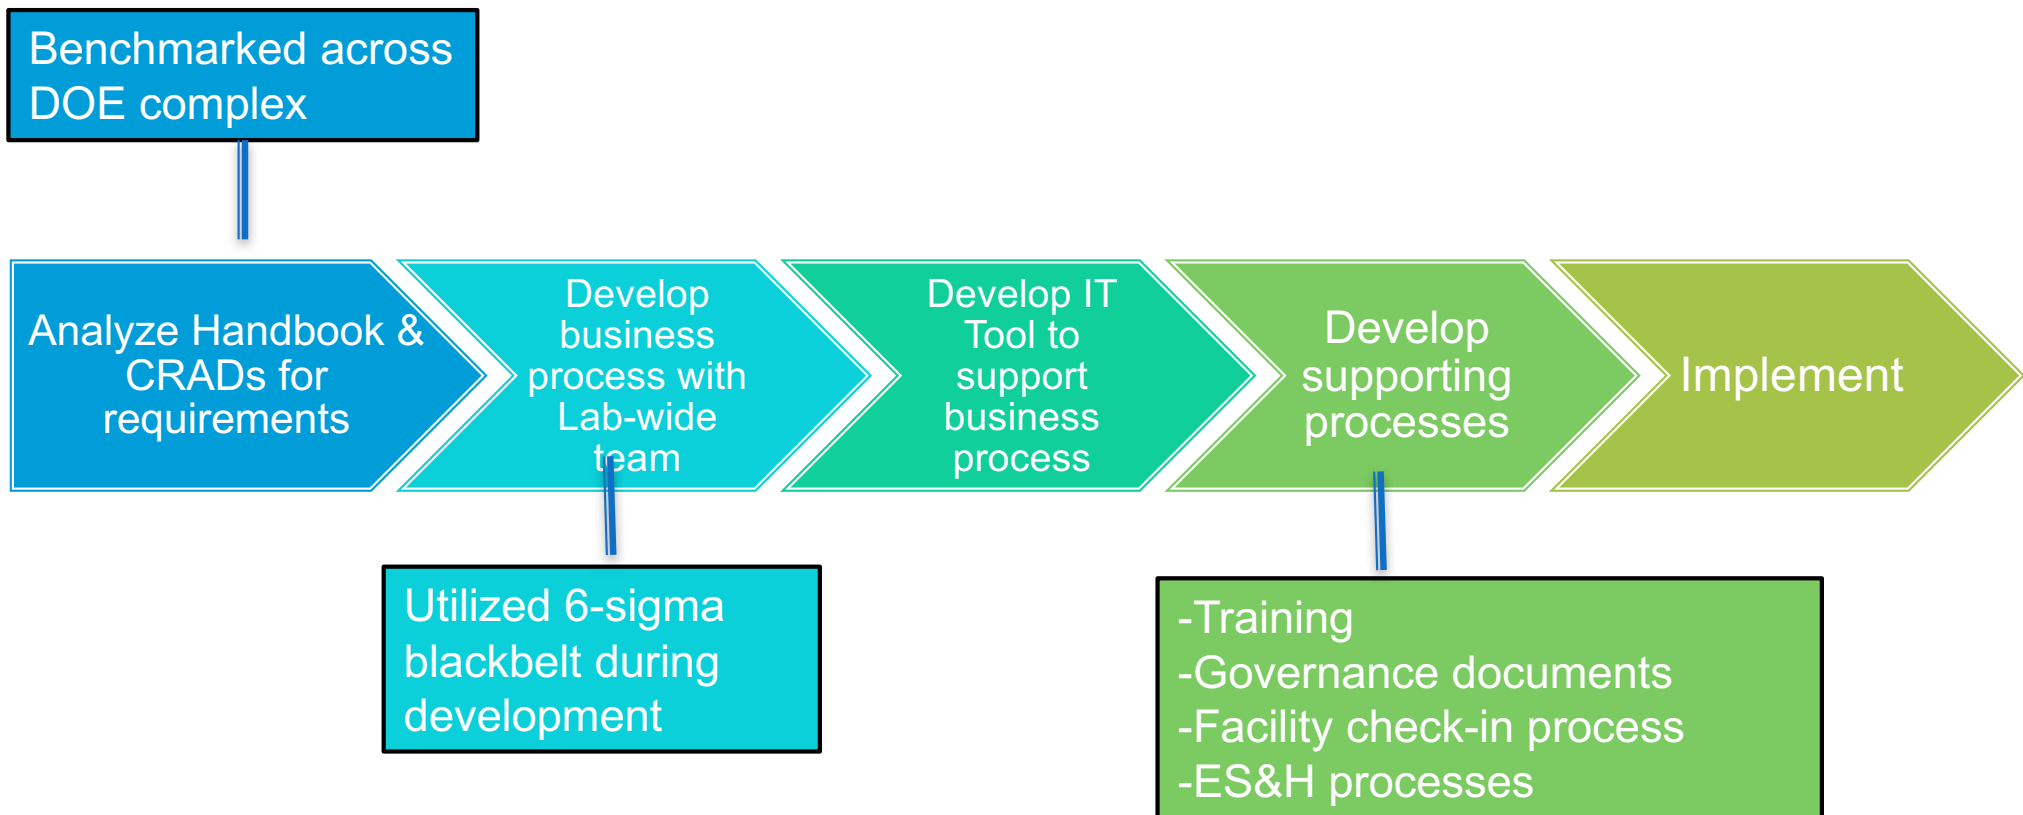 Benchmarked across
DOE complex
Analyze Handbook &
CRADs for
requirements
Develop
business
process with
Lab-wide
team
Develop IT
Tool to
support
business
process
Develop
supporting
processes
Implement
Utilized 6-sigma
blackbelt during
development
-Training
-Governance documents
-Facility check-in process
-ES&H processes